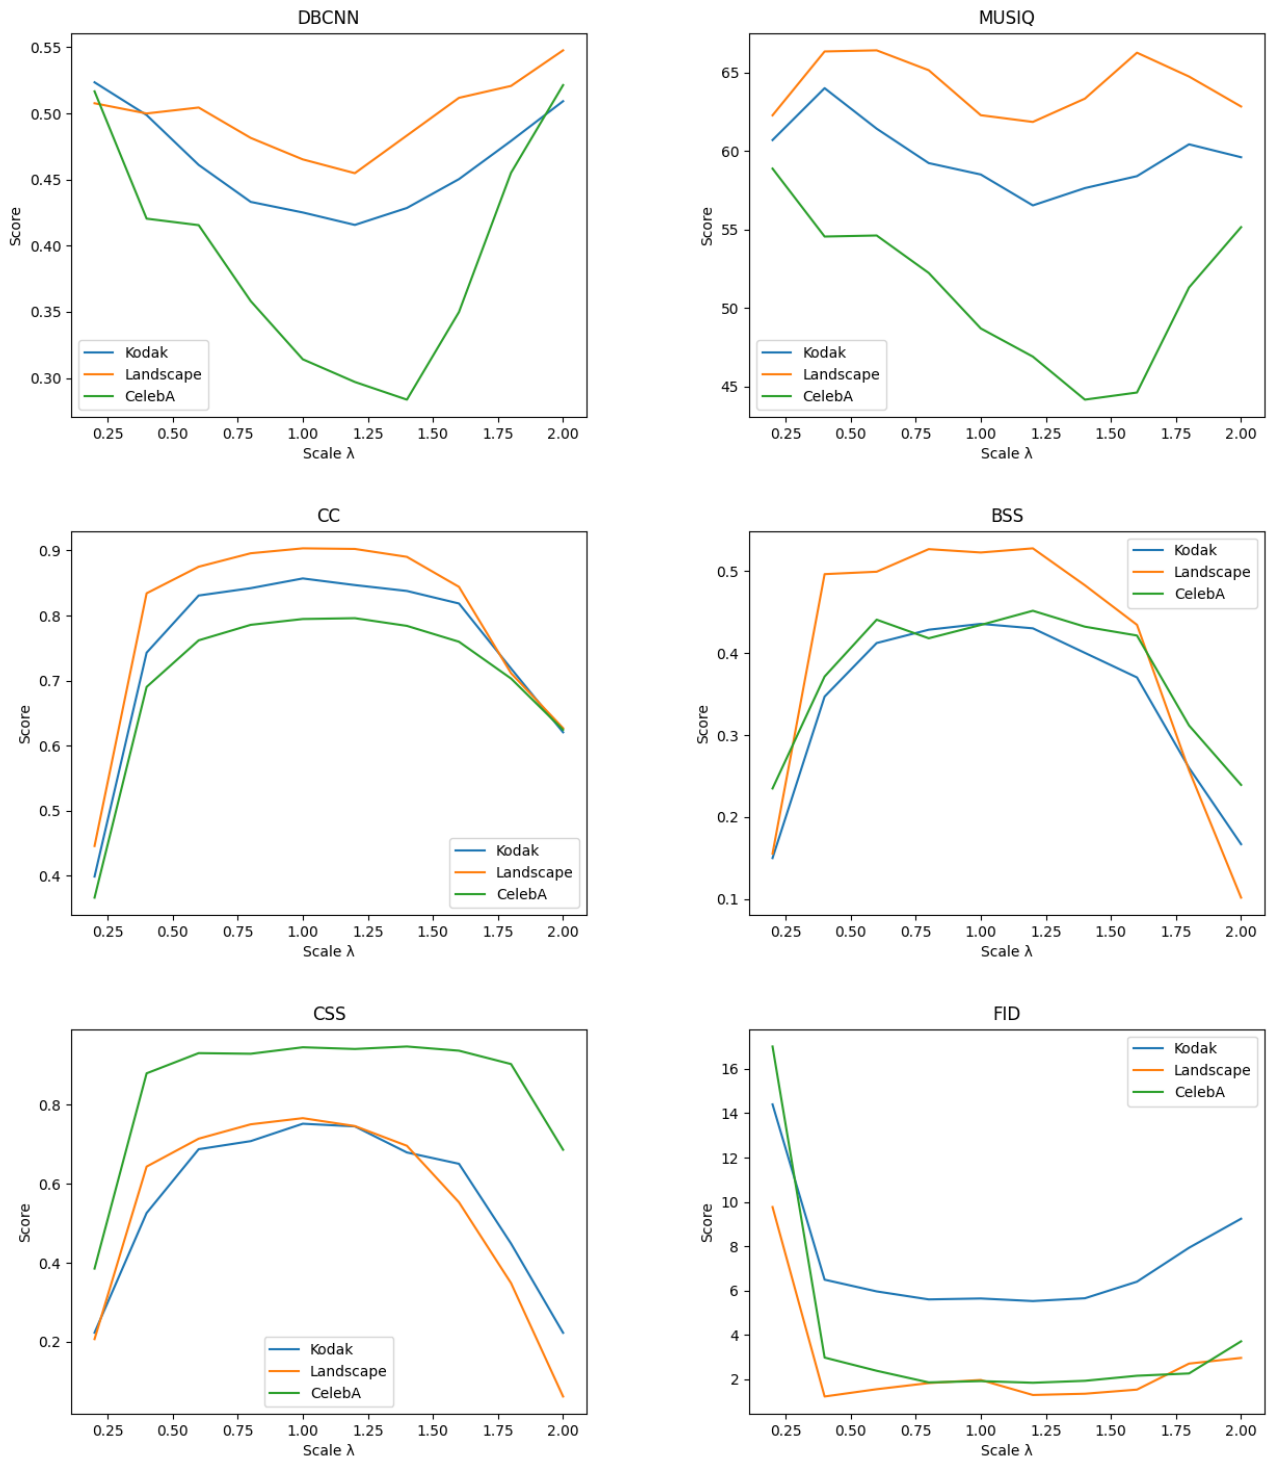 DBCNN
0.55
0.50
0.45
0.40
0.35
0.30
Score
Kodak
Landscape
CelebA
0.25 0.50 0.75 1.00 1.25 1.50 1.75 2.00
Scale λ
MUSIQ
65
60
55
50
45
Score
Kodak
Landscape
CelebA
0.25 0.50 0.75 1.00 1.25 1.50 1.75 2.00
Scale λ
CC
0.9
0.8
0.7
0.6
0.5
0.4
Score
Kodak
Landscape
CelebA
0.25 0.50 0.75 1.00 1.25 1.50 1.75 2.00
Scale λ
BSS
Kodak
Landscape
CelebA
0.5
0.4
0.3
0.2
0.1
Score
0.25 0.50 0.75 1.00 1.25 1.50 1.75 2.00
Scale λ
CSS
0.8
0.6
0.4
0.2
Score
Kodak
Landscape
CelebA
0.25 0.50 0.75 1.00 1.25 1.50 1.75 2.00
Scale λ
FID
Kodak
Landscape
CelebA
16
14
12
10
8
6
4
2
Score
0.25 0.50 0.75 1.00 1.25 1.50 1.75 2.00
Scale λ